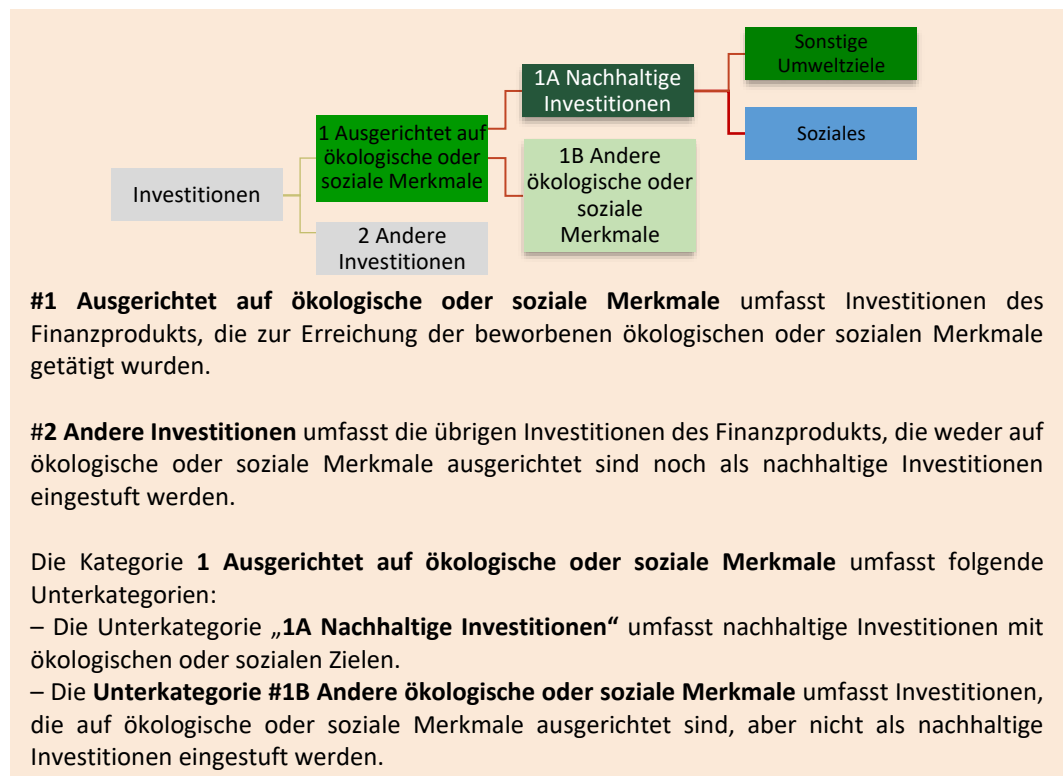 Sonstige
Umweltziele
1A Nachhaltige
Investitionen
Soziales
1 Ausgerichtet auf
ökologische oder
soziale Merkmale
1B Andere
ökologische oder
soziale
Merkmale
Investitionen
2 Andere
Investitionen
#1 Ausgerichtet auf ökologische oder soziale Merkmale umfasst Investitionen des
Finanzprodukts, die zur Erreichung der beworbenen ökologischen oder sozialen Merkmale
getätigt wurden.
#2 Andere Investitionen umfasst die übrigen Investitionen des Finanzprodukts, die weder auf
ökologische oder soziale Merkmale ausgerichtet sind noch als nachhaltige Investitionen
eingestuft werden.
Die Kategorie 1 Ausgerichtet auf ökologische oder soziale Merkmale umfasst folgende
Unterkategorien:
– Die Unterkategorie „1A Nachhaltige Investitionen“ umfasst nachhaltige Investitionen mit
ökologischen oder sozialen Zielen.
– Die Unterkategorie #1B Andere ökologische oder soziale Merkmale umfasst Investitionen,
die auf ökologische oder soziale Merkmale ausgerichtet sind, aber nicht als nachhaltige
Investitionen eingestuft werden.